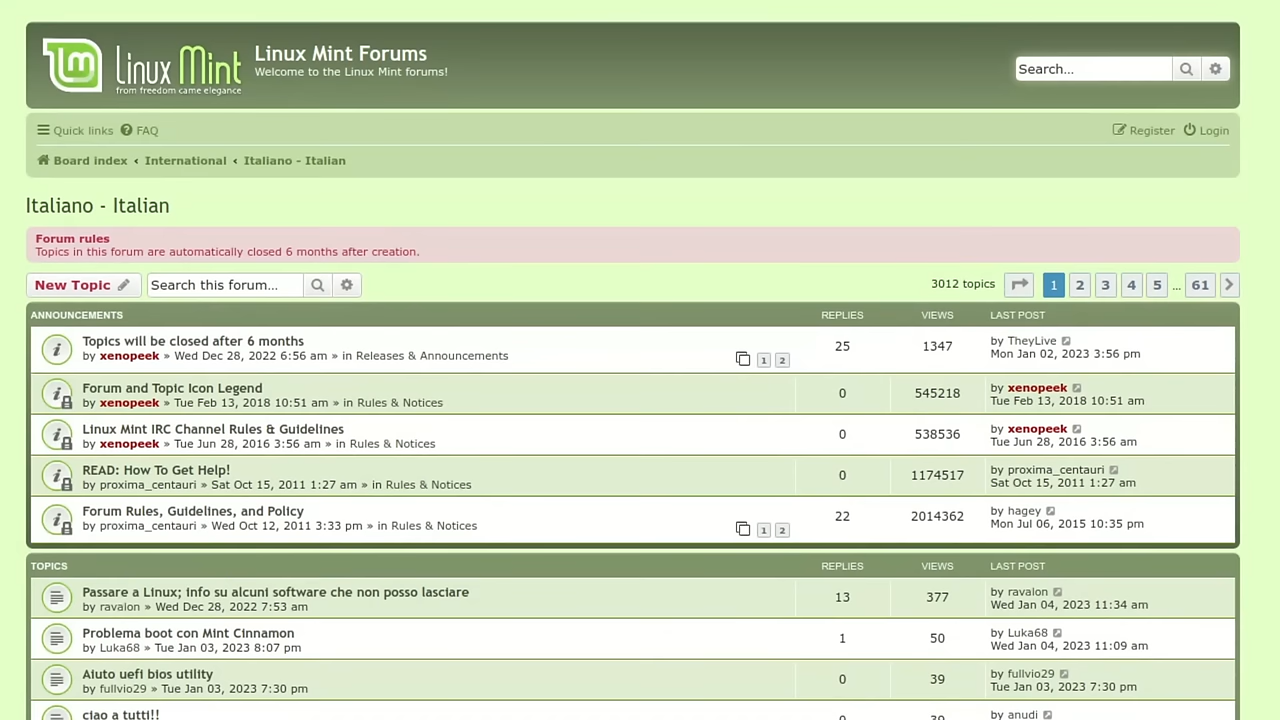 Linux Mint
from freedom came elegance
Linux Mint Forums
Welcome to the Linux Mint forums!
Search...
Quick links FAQ Register Login
Board index ‹ International ‹ Italiano - Italian
Italiano - Italian
Forum rules
Topics in this forum are automatically closed 6 months after creation.
New Topic Search this forum... 3012 topics 1 2 3 4 5 ... 61
ANNOUNCEMENTS REPLIES VIEWS LAST POST
Topics will be closed after 6 months 25 1347 by TheyLive
by xenopeek » Wed Dec 28, 2022 6:56 am » in Releases & Announcements 1 2 Mon Jan 02, 2023 3:56 pm
Forum and Topic Icon Legend 0 545218 by xenopeek
by xenopeek » Tue Feb 13, 2018 10:51 am » in Rules & Notices Tue Feb 13, 2018 10:51 am
Linux Mint IRC Channel Rules & Guidelines 0 538536 by xenopeek
by xenopeek » Tue Jun 28, 2016 3:56 am » in Rules & Notices Tue Jun 28, 2016 3:56 am
READ: How To Get Help! 0 1174517 by proxima_centauri
by proxima_centauri » Sat Oct 15, 2011 1:27 am » in Rules & Notices Sat Oct 15, 2011 1:27 am
Forum Rules, Guidelines, and Policy 22 2014362 by hagey
by proxima_centauri » Wed Oct 12, 2011 3:33 pm » in Rules & Notices 1 2 Mon Jul 06, 2015 10:35 pm
TOPICS REPLIES VIEWS LAST POST
Passare a Linux; info su alcuni software che non posso lasciare 13 377 by ravalon
by ravalon » Wed Dec 28, 2022 7:53 am Wed Jan 04, 2023 11:34 am
Problema boot con Mint Cinnamon 1 50 by Luka68
by Luka68 » Tue Jan 03, 2023 8:07 pm Wed Jan 04, 2023 11:09 am
Aiuto uefi bios utility 0 39 by fullvio29
by fullvio29 » Tue Jan 03, 2023 7:30 pm Tue Jan 03, 2023 7:30 pm
ciao a tutti!! 0 39 by anudi